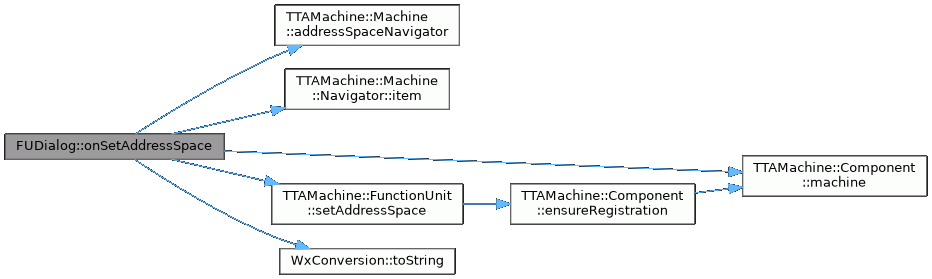 TTAMachine::Machine
::addressSpaceNavigator
TTAMachine::Machine
::Navigator::item
FUDialog::onSetAddressSpace
TTAMachine::Component
::machine
TTAMachine::FunctionUnit
::setAddressSpace
TTAMachine::Component
::ensureRegistration
WxConversion::toString